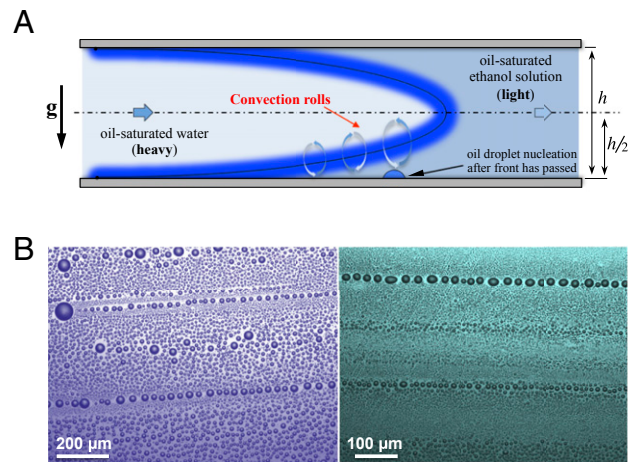 A
g
oil-saturated water
(heavy)
Convection rolls
oil-saturated
ethanol solution
(light)
h
h/2
oil droplet nucleation
after front has passed
B
200 µm
100 µm